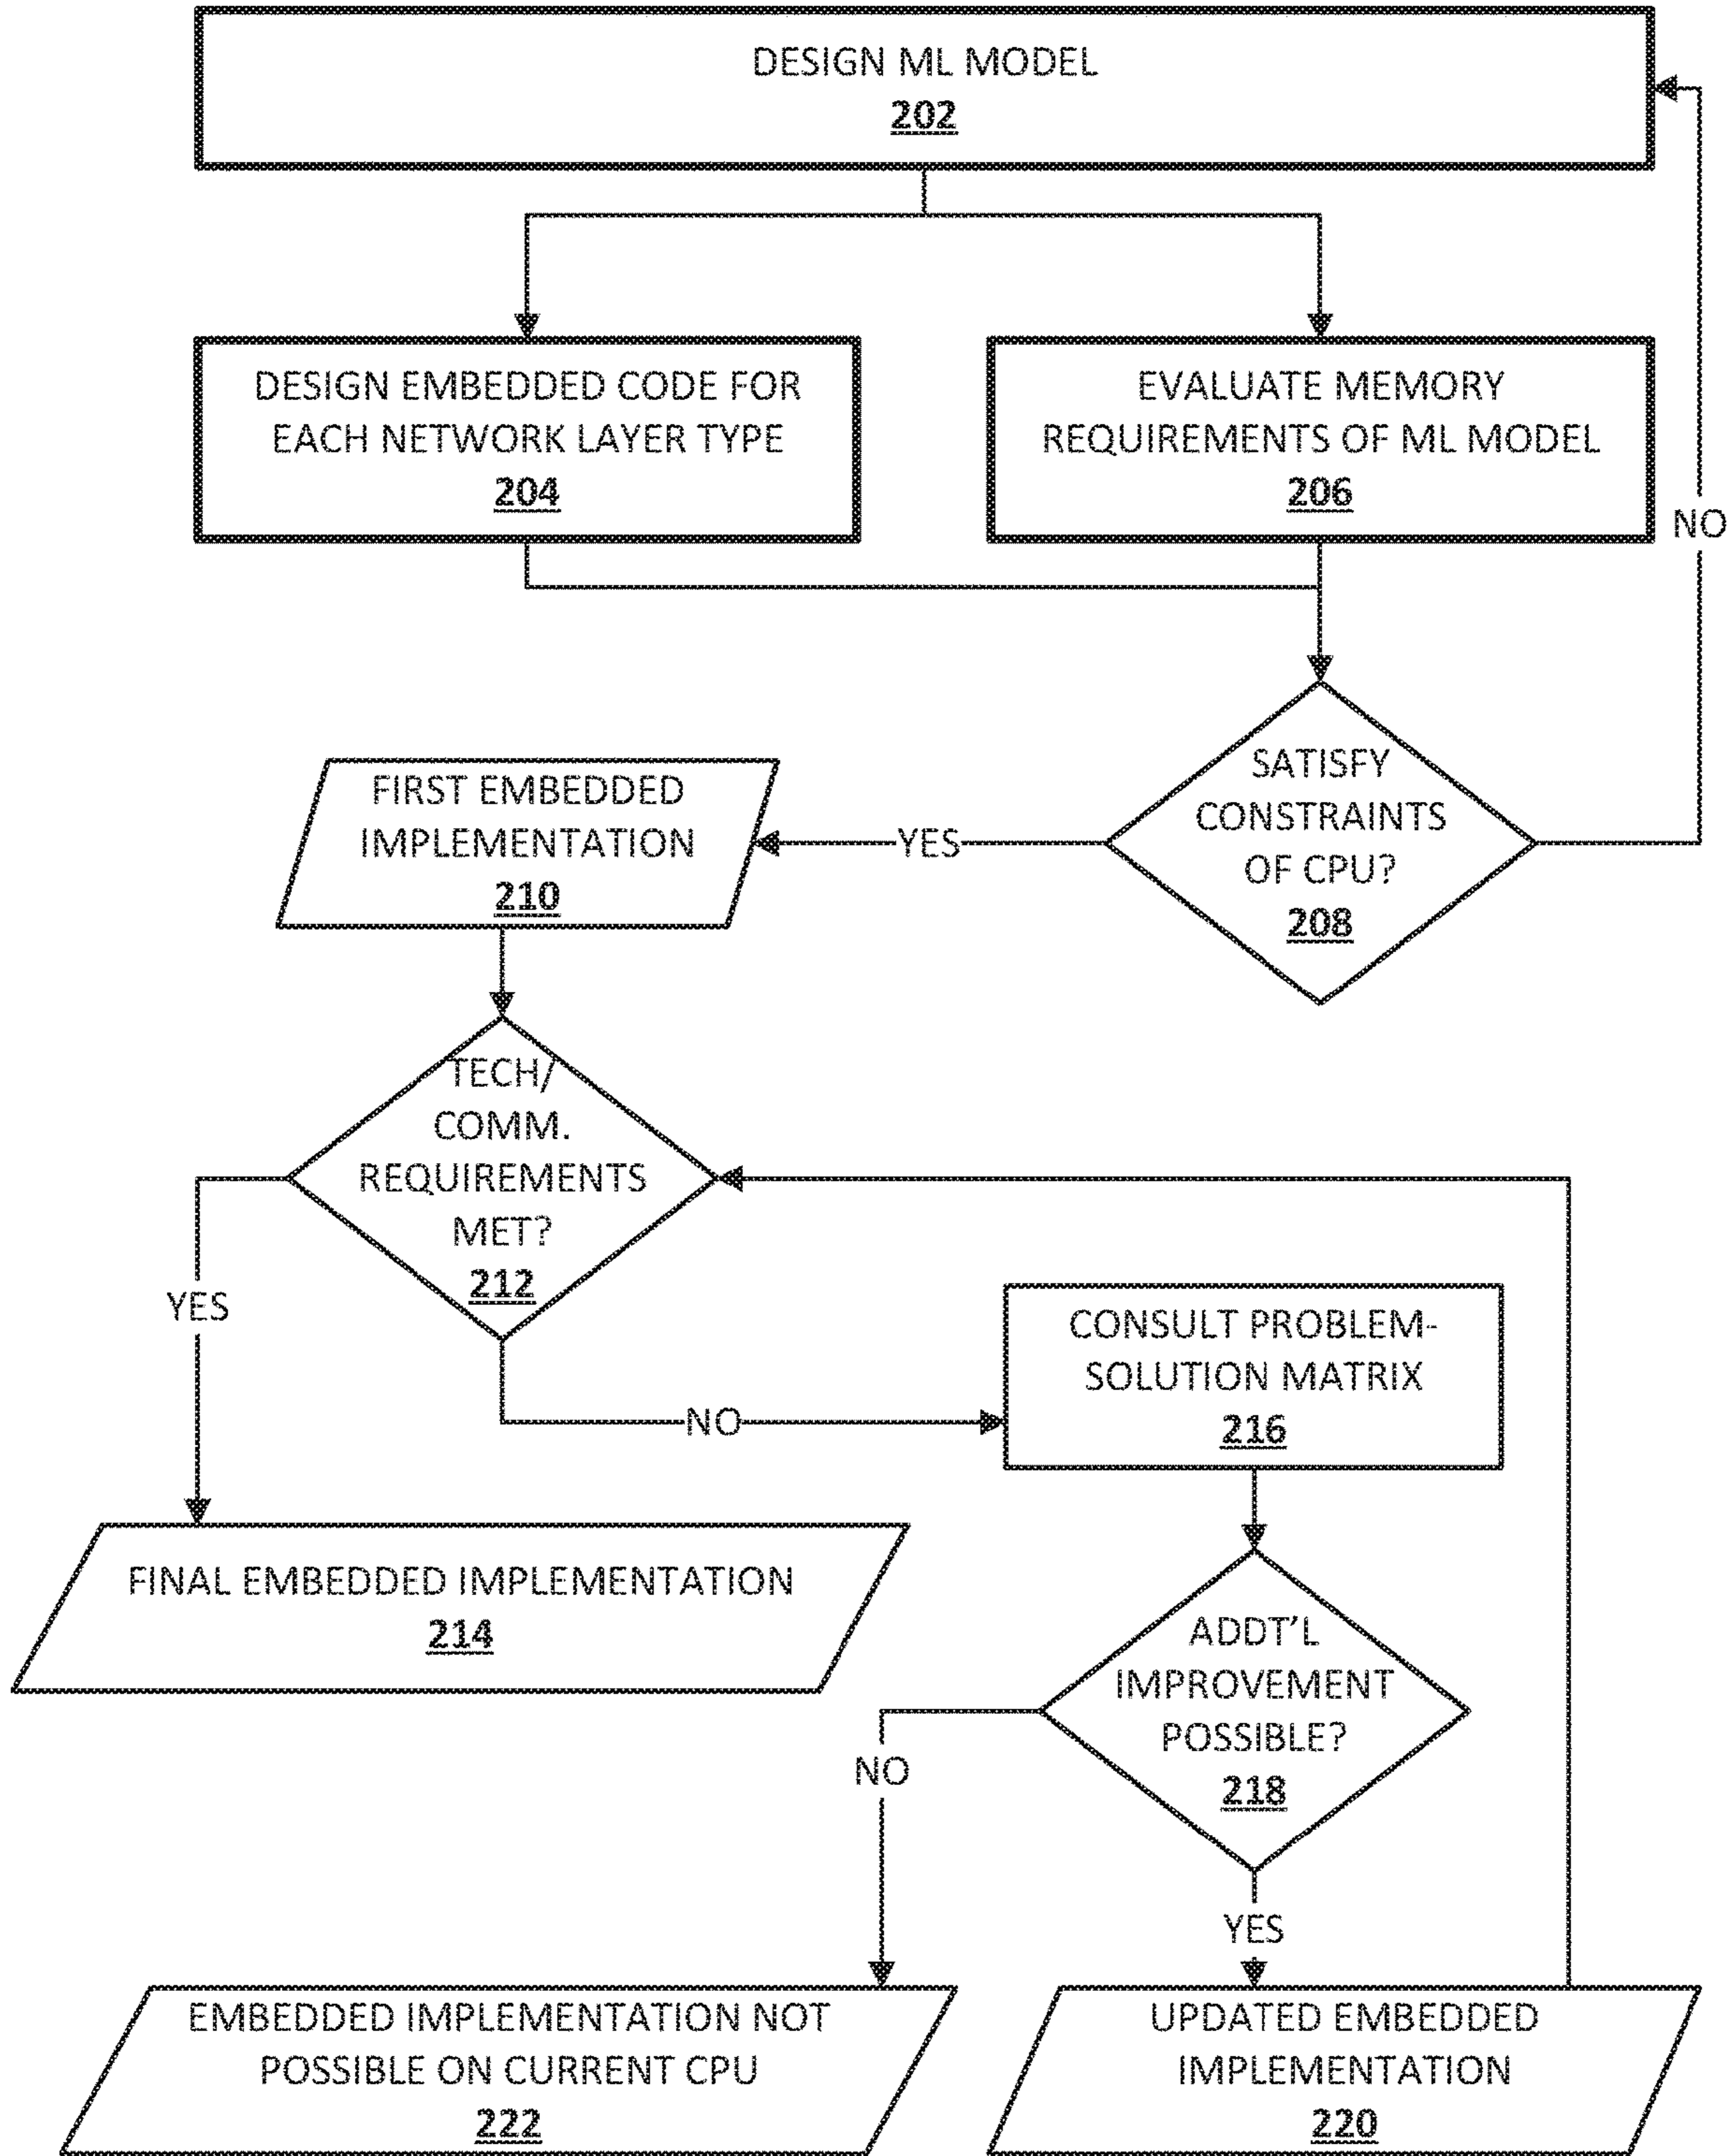 DESIGN ML MODEL
202
DESIGN EMBEDDED CODE FOR
EACH NETWORK LAYER TYPE
204
EVALUATE MEMORY
REQUIREMENTS OF ML MODEL
206
NO
SATISFY
CONSTRAINTS
OF CPU?
208
YES
FIRST EMBEDDED
IMPLEMENTATION
210
TECH/
COMM.
REQUIREMENTS
MET?
212
YES
NO
CONSULT PROBLEM-
SOLUTION MATRIX
216
FINAL EMBEDDED IMPLEMENTATION
214
ADDT'L
IMPROVEMENT
POSSIBLE?
218
NO
YES
EMBEDDED IMPLEMENTATION NOT
POSSIBLE ON CURRENT CPU
222
UPDATED EMBEDDED
IMPLEMENTATION
220